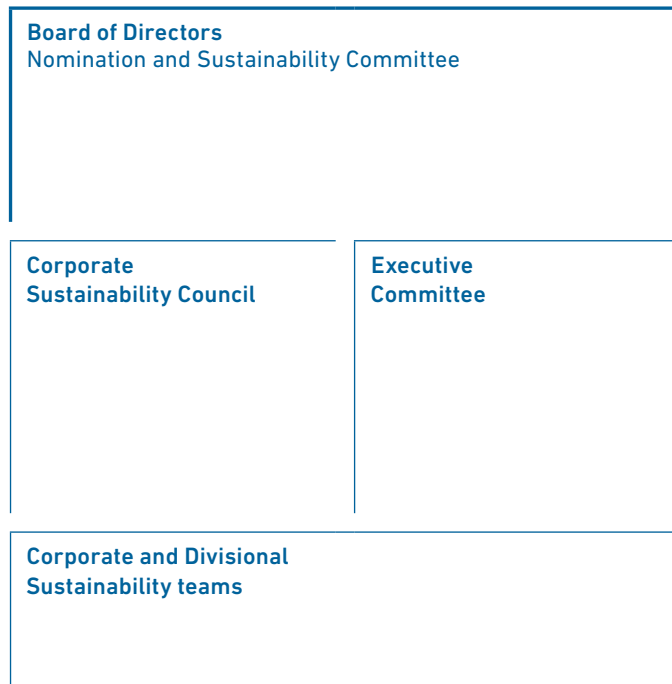 Board of Directors
Nomination and Sustainability Committee
Corporate
Sustainability Council
Executive
Committee
Corporate and Divisional
Sustainability teams